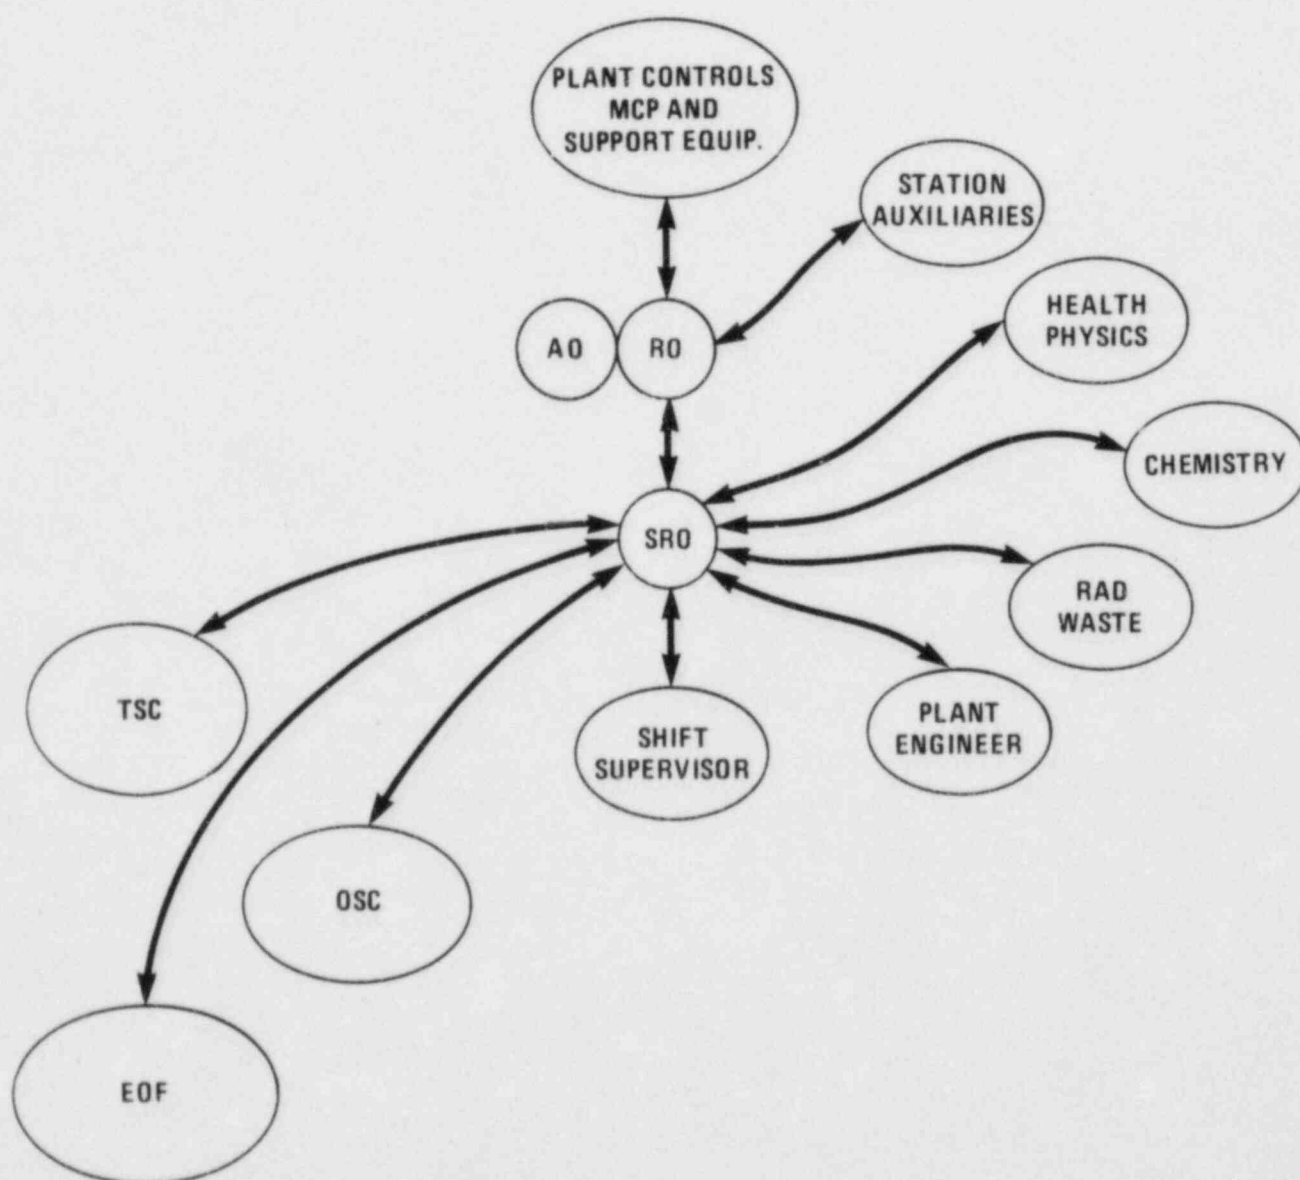 PLANT CONTROLS
MCP AND
SUPPORT EQUIP.
STATION
AUXILIARIES
HEALTH
PHYSICS
AO
RO
CHEMISTRY
SRO
RAD
WASTE
TSC
SHIFT
SUPERVISOR
PLANT
ENGINEER
OSC
EOF